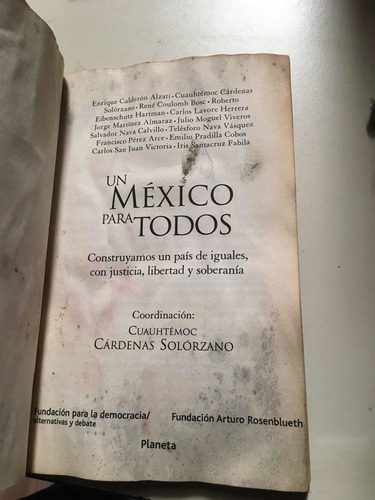 Enrique Calderón Alzati · Cuauhtémoc Cárdenas
Solórzano · René Coulomb Bosc · Roberto
Eibenschutz Hartman · Carlos Lavore Herrera
Jorge Martínez Almaraz · Julio Moguel Viveros
Salvador Nava Calvillo · Telésforo Nava Vásquez
Francisco Pérez Arce · Emilio Pradilla Cobos
Carlos San Juan Victoria · Iris Santacruz Fabila
UN
MÉXICO
PARA TODOS
Construyamos un país de iguales,
con justicia, libertad y soberanía
Coordinación:
CUAUHTÉMOC
CÁRDENAS SOLÓRZANO
Fundación para la democracia/
alternativas y debate
Fundación Arturo Rosenblueth
Planeta